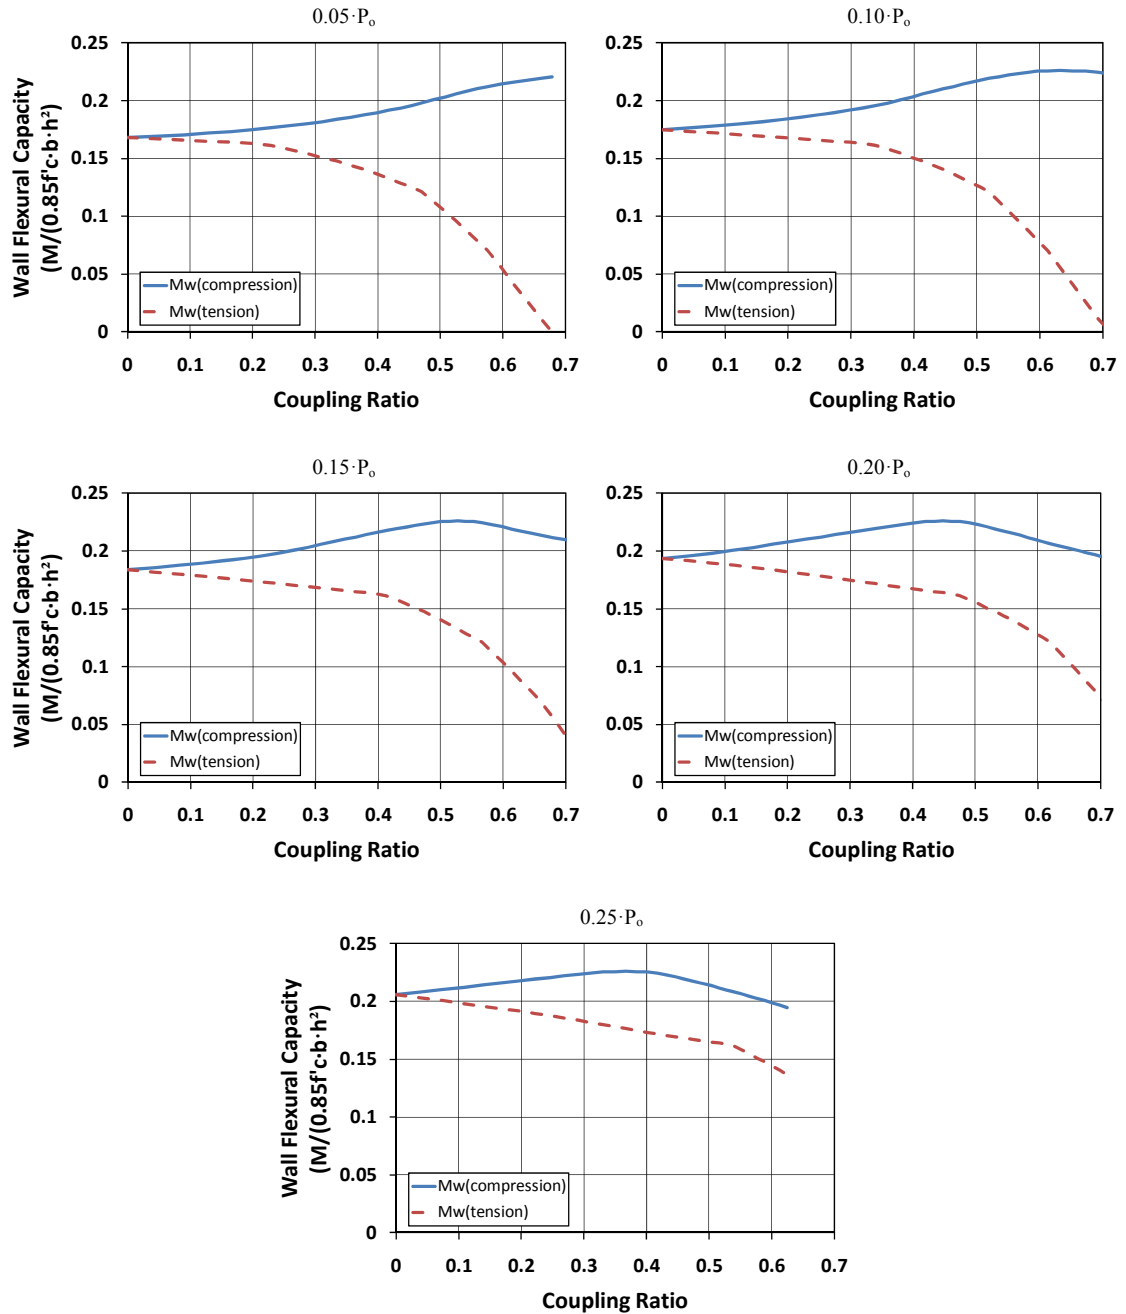 0.05·Pₒ
0.25
0.2
0.15
0.1
0.05
0
Wall Flexural Capacity
(M/(0.85f'c·b·h²)
Mw(compression)
Mw(tension)
0 0.1 0.2 0.3 0.4 0.5 0.6 0.7
Coupling Ratio
0.10·Pₒ
0.25
0.2
0.15
0.1
0.05
0
Mw(compression)
Mw(tension)
0 0.1 0.2 0.3 0.4 0.5 0.6 0.7
Coupling Ratio
0.15·Pₒ
0.25
0.2
0.15
0.1
0.05
0
Wall Flexural Capacity
(M/(0.85f'c·b·h²)
Mw(compression)
Mw(tension)
0 0.1 0.2 0.3 0.4 0.5 0.6 0.7
Coupling Ratio
0.20·Pₒ
0.25
0.2
0.15
0.1
0.05
0
Mw(compression)
Mw(tension)
0 0.1 0.2 0.3 0.4 0.5 0.6 0.7
Coupling Ratio
0.25·Pₒ
0.25
0.2
0.15
0.1
0.05
0
Wall Flexural Capacity
(M/(0.85f'c·b·h²)
Mw(compression)
Mw(tension)
0 0.1 0.2 0.3 0.4 0.5 0.6 0.7
Coupling Ratio